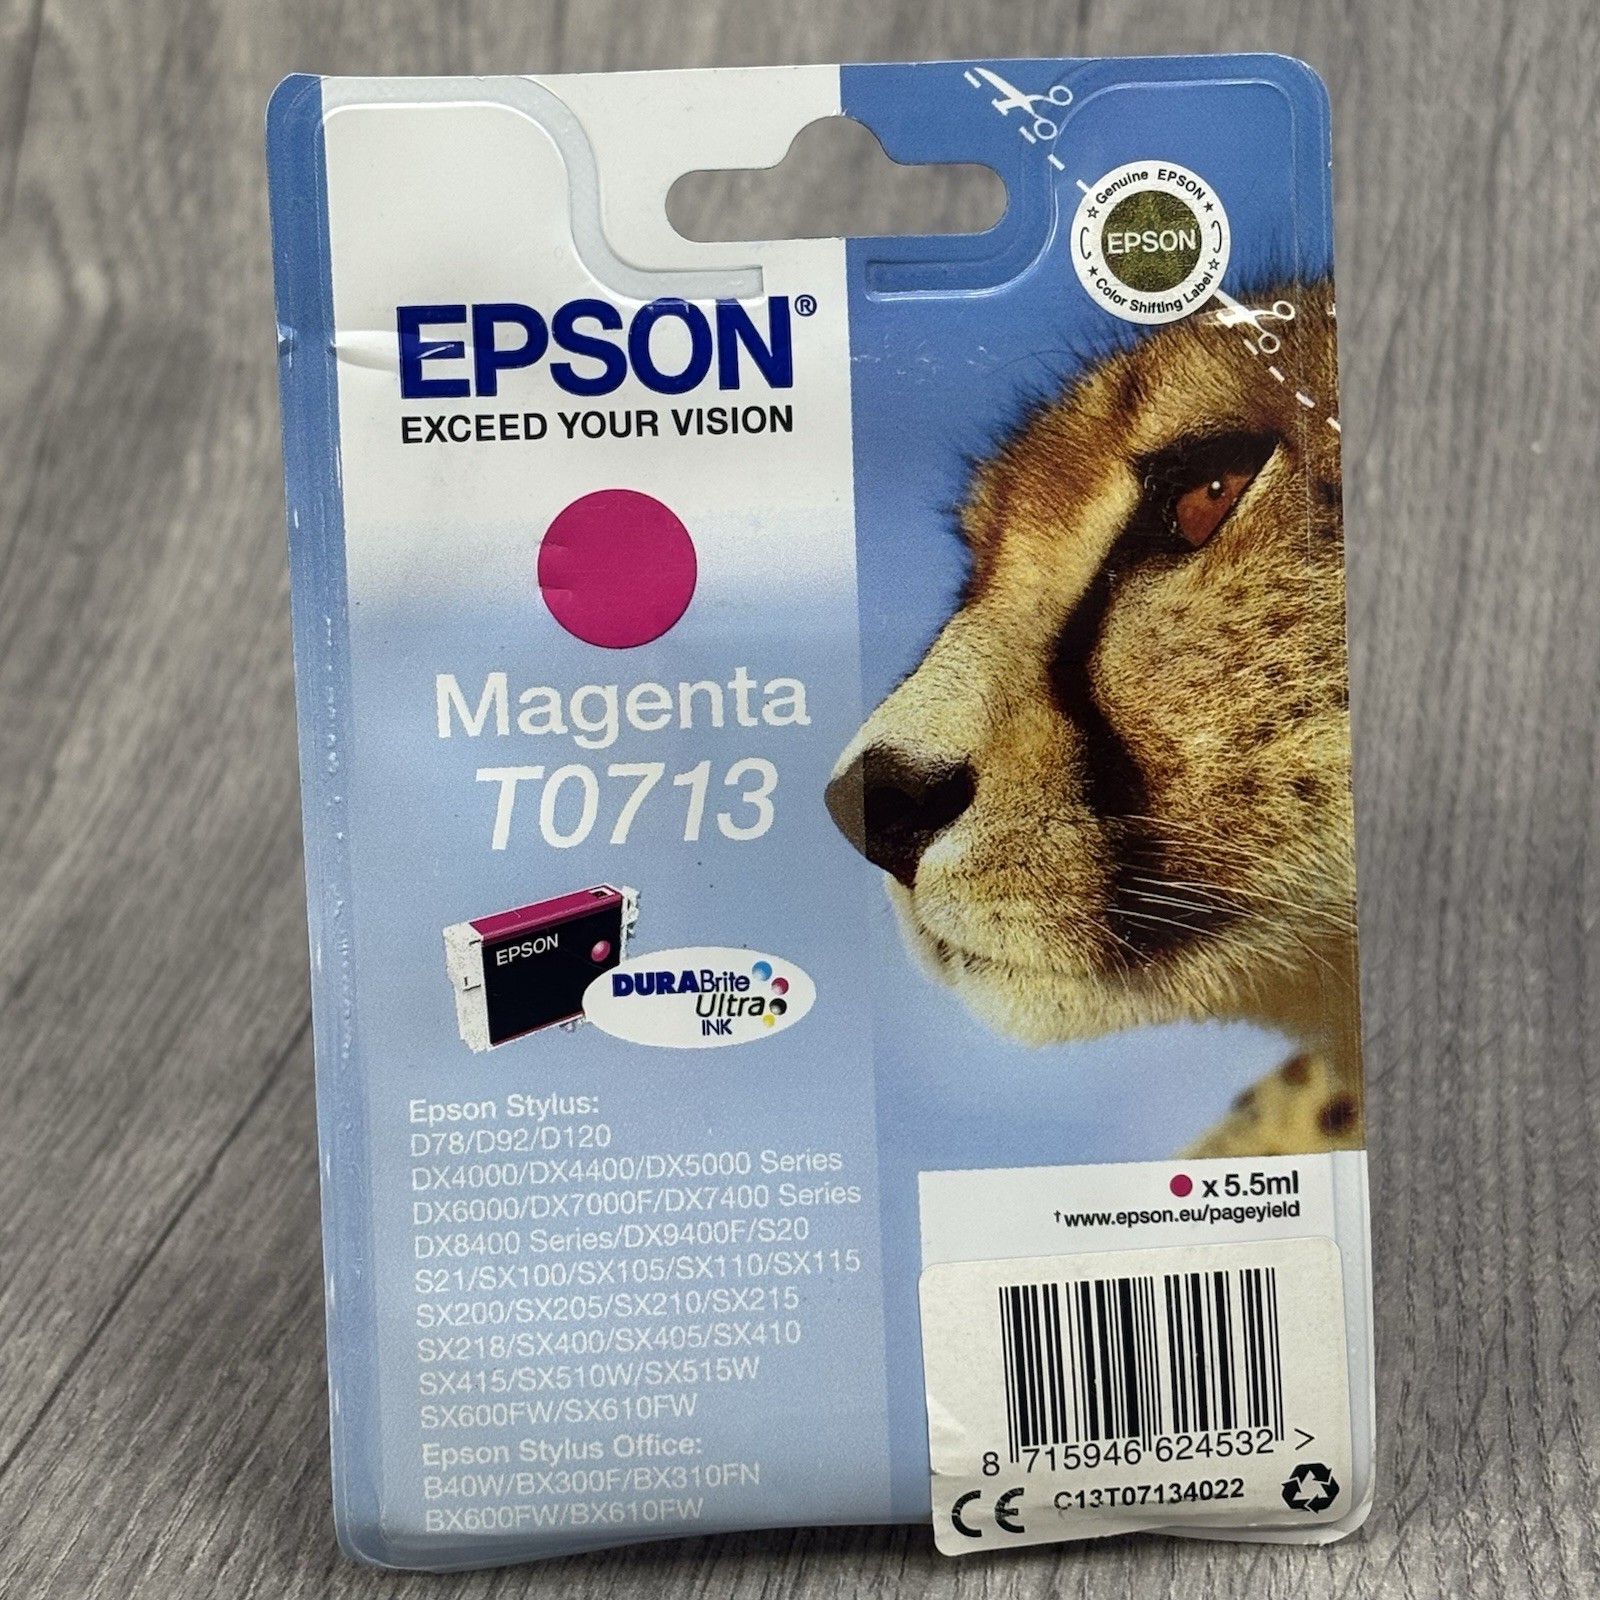 Genuine EPSON
EPSON
Color Shifting Label
EPSON®
EXCEED YOUR VISION
Magenta
T0713
EPSON
DURABrite
Ultra
INK
Epson Stylus:
D78/D92/D120
DX4000/DX4400/DX5000 Series
DX6000/DX7000F/DX7400 Series
DX8400 Series/DX9400F/S20
S21/SX100/SX105/SX110/SX115
SX200/SX205/SX210/SX215
SX218/SX400/SX405/SX410
SX415/SX510W/SX515W
SX600FW/SX610FW
Epson Stylus Office:
B40W/BX300F/BX310FN
BX600FW/BX610FW
x 5.5ml
†www.epson.eu/pageyield
8 715946 624532 >
CE C13T07134022